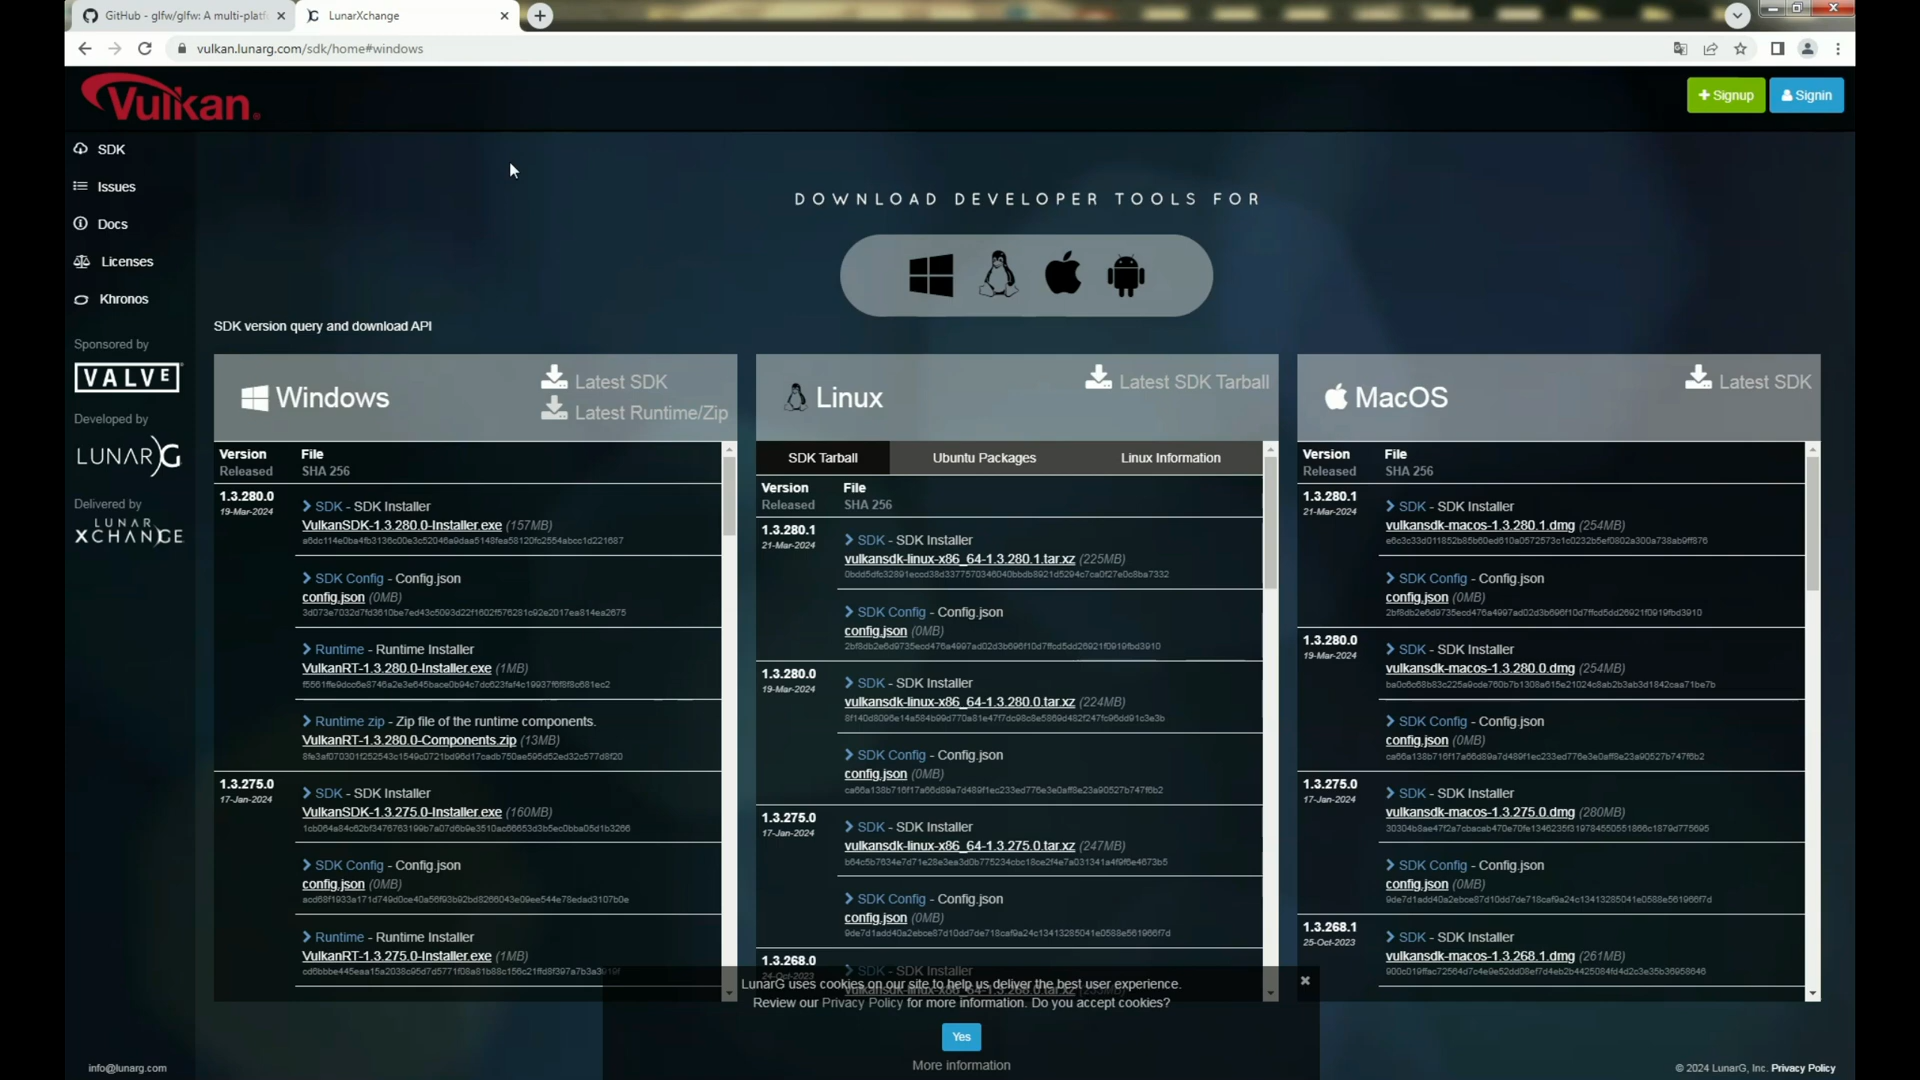 GitHub - glfw/glfw: A multi-platf
LunarXchange
vulkan.lunarg.com/sdk/home#windows
Vulkan
Signup
Signin
SDK
Issues
Docs
Licenses
Khronos
Sponsored by
VALVE
Developed by
LUNARG
Delivered by
LUNAR
XCHANGE
DOWNLOAD DEVELOPER TOOLS FOR
SDK version query and download API
Windows
Latest SDK
Latest Runtime/Zip
Version
Released
File
SHA 256
1.3.280.0
19-Mar-2024
SDK - SDK Installer
VulkanSDK-1.3.280.0-Installer.exe (157MB)
SDK Config - Config.json
config.json (0MB)
Runtime - Runtime Installer
VulkanRT-1.3.280.0-Installer.exe (1MB)
Runtime zip - Zip file of the runtime components.
VulkanRT-1.3.280.0-Components.zip (13MB)
1.3.275.0
17-Jan-2024
SDK - SDK Installer
VulkanSDK-1.3.275.0-Installer.exe (160MB)
SDK Config - Config.json
config.json (0MB)
Runtime - Runtime Installer
VulkanRT-1.3.275.0-Installer.exe (1MB)
Linux
Latest SDK Tarball
SDK Tarball
Ubuntu Packages
Linux Information
Version
Released
File
SHA 256
1.3.280.1
21-Mar-2024
SDK - SDK Installer
vulkansdk-linux-x86_64-1.3.280.1.tar.xz (225MB)
SDK Config - Config.json
config.json (0MB)
1.3.280.0
19-Mar-2024
SDK - SDK Installer
vulkansdk-linux-x86_64-1.3.280.0.tar.xz (224MB)
SDK Config - Config.json
config.json (0MB)
1.3.275.0
17-Jan-2024
SDK - SDK Installer
vulkansdk-linux-x86_64-1.3.275.0.tar.xz (247MB)
SDK Config - Config.json
config.json (0MB)
1.3.268.0
24-Oct-2023
SDK - SDK Installer
MacOS
Latest SDK
Version
Released
File
SHA 256
1.3.280.1
21-Mar-2024
SDK - SDK Installer
vulkansdk-macos-1.3.280.1.dmg (254MB)
SDK Config - Config.json
config.json (0MB)
1.3.280.0
19-Mar-2024
SDK - SDK Installer
vulkansdk-macos-1.3.280.0.dmg (254MB)
SDK Config - Config.json
config.json (0MB)
1.3.275.0
17-Jan-2024
SDK - SDK Installer
vulkansdk-macos-1.3.275.0.dmg (280MB)
SDK Config - Config.json
config.json (0MB)
1.3.268.1
25-Oct-2023
SDK - SDK Installer
vulkansdk-macos-1.3.268.1.dmg (261MB)
LunarG uses cookies on our site to help us deliver the best user experience.
Review our Privacy Policy for more information. Do you accept cookies?
Yes
More information
info@lunarg.com
© 2024 LunarG, Inc. Privacy Policy